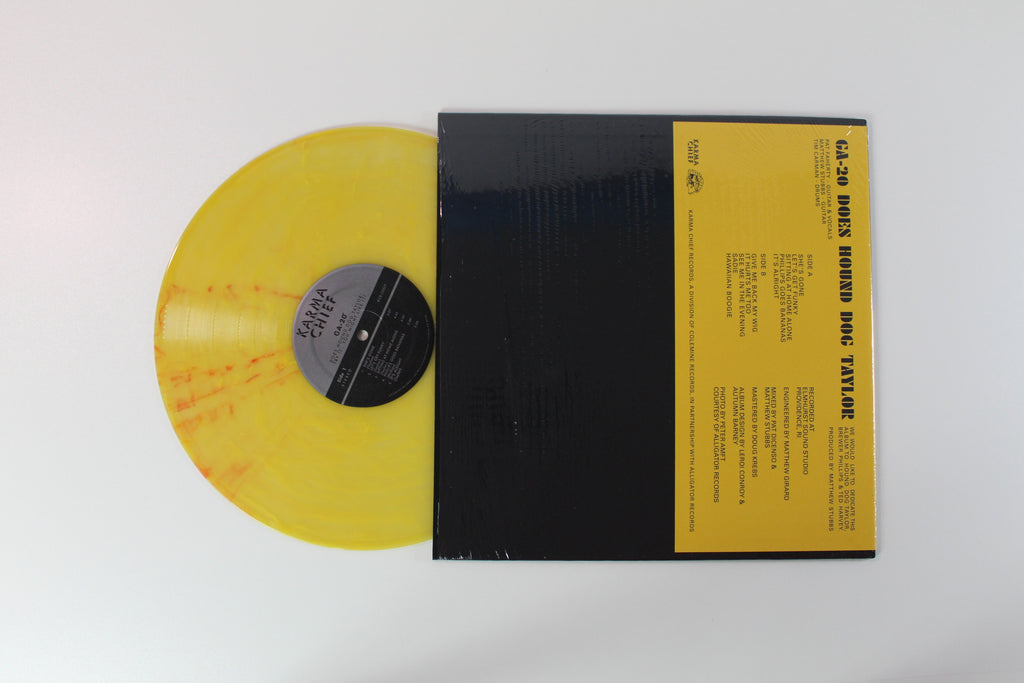 GA-20 DOES HOUND DOG TAYLOR
PAT FAHERTY - GUITAR & VOCALS
MATTHEW STUBBS - GUITAR
TIM CARMAN - DRUMS
WE WOULD LIKE TO DEDICATE THIS
ALBUM TO HOUND DOG TAYLOR,
BREWER PHILLIPS & TED HARVEY
PRODUCED BY MATTHEW STUBBS
SIDE A
SHE'S GONE
LET'S GET FUNKY
SITTING AT HOME ALONE
PHILLIPS GOES BANANAS
IT'S ALRIGHT
SIDE B
GIVE ME BACK MY WIG
IT HURTS ME TOO
SEE ME IN THE EVENING
SADIE
HAWAIIAN BOOGIE
RECORDED AT
ELMHURST SOUND STUDIO
PROVIDENCE, RI
ENGINEERED BY MATTHEW GIRARD
MIXED BY PAT DICENSO &
MATTHEW STUBBS
MASTERED BY DOUG KREBS
ALBUM DESIGN BY LEROI CONROY &
AUTUMN BARNEY
PHOTO BY PETER AMFT
COURTESY OF ALLIGATOR RECORDS
KARMA
CHIEF
KARMA CHIEF RECORDS, A DIVISION OF COLEMINE RECORDS, IN PARTNERSHIP WITH ALLIGATOR RECORDS
KARMA
CHIEF
GA-20
Side 1
STEREO